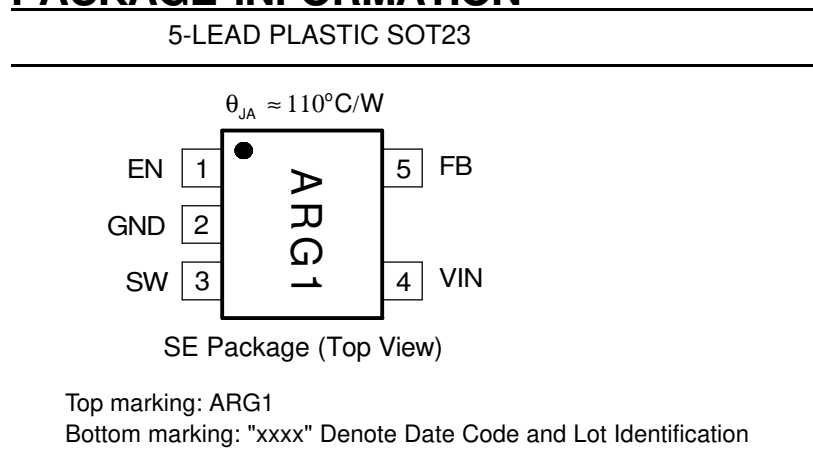 PACKAGE INFORMATION
5-LEAD PLASTIC SOT23
θJA ≈110°C/W
EN 1
5 FB
GND 2
SW 3
4 VIN
ARG1
SE Package (Top View)
Top marking: ARG1
Bottom marking: "xxxx" Denote Date Code and Lot Identification